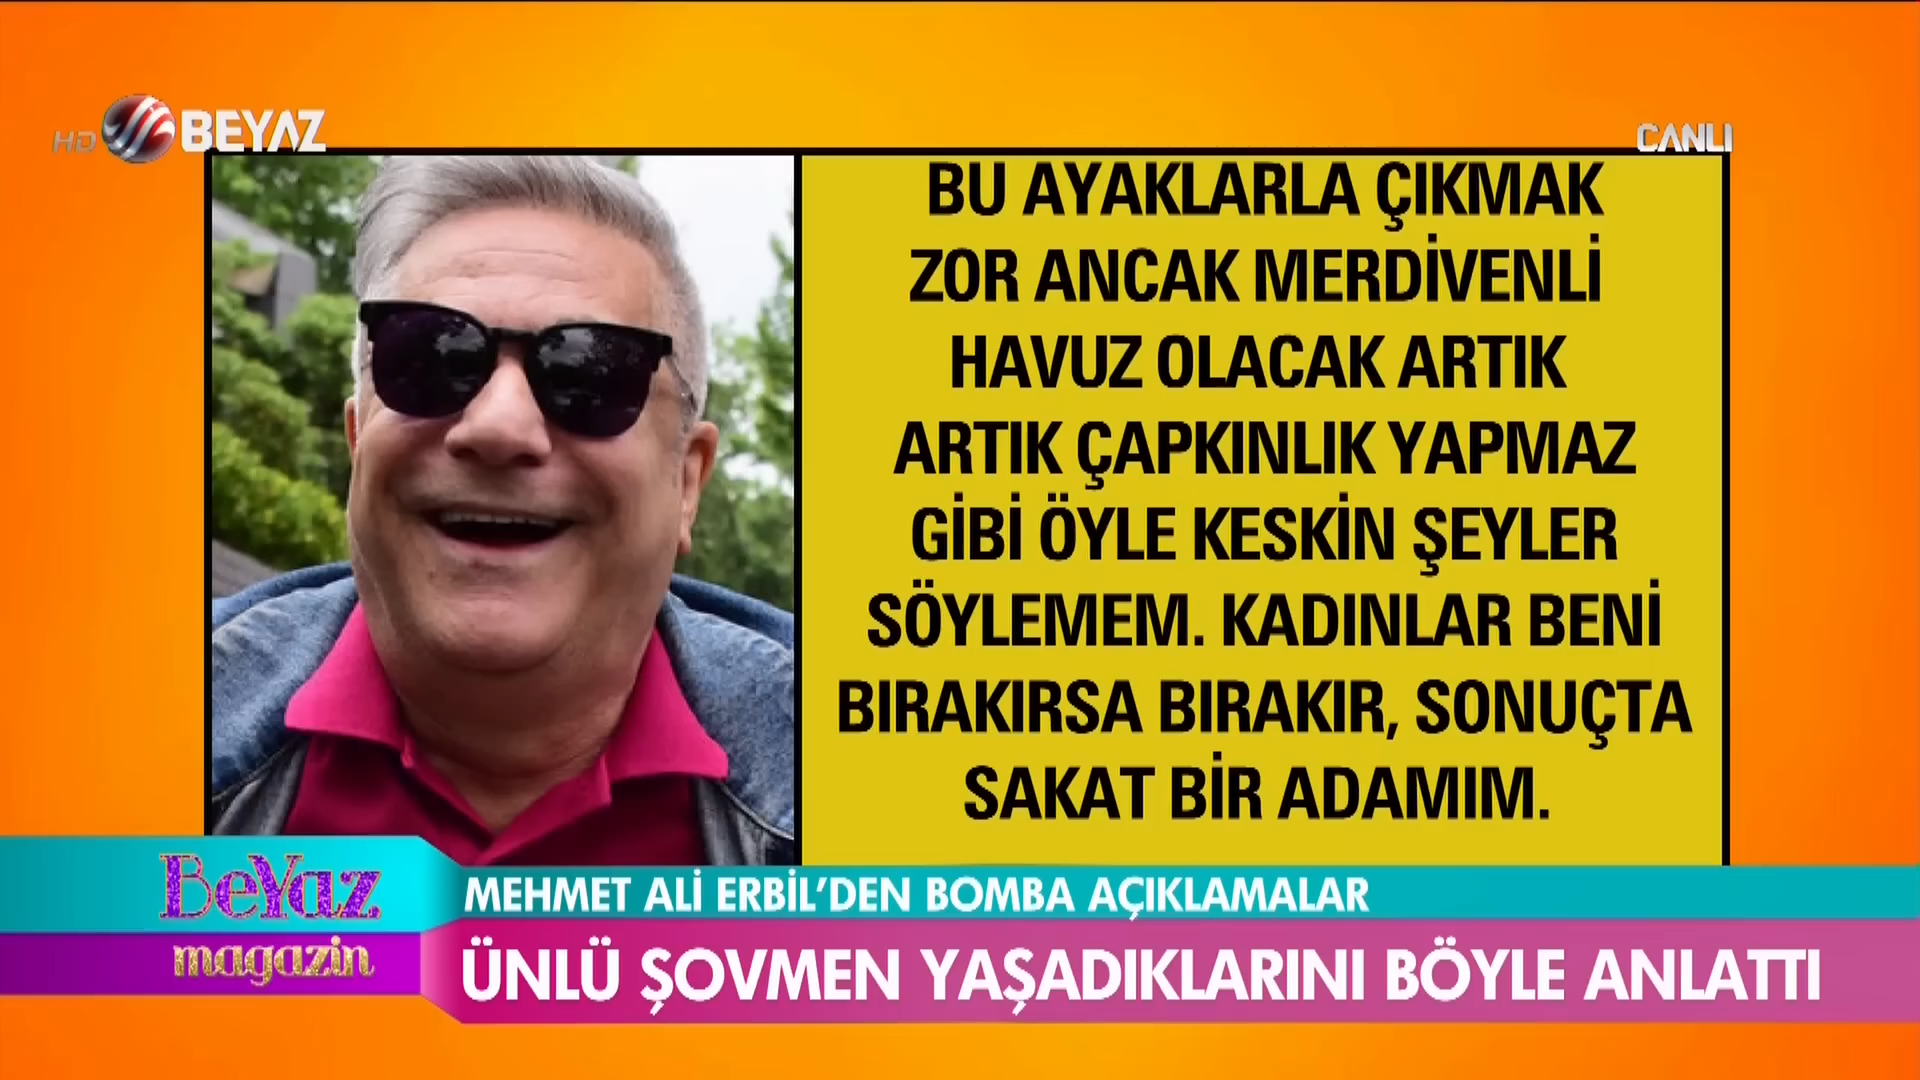 HD BEYAZ
CANLI
BU AYAKLARLA ÇIKMAK
ZOR ANCAK MERDİVENLİ
HAVUZ OLACAK ARTIK
ARTIK ÇAPKINLIK YAPMAZ
GİBİ ÖYLE KESKİN ŞEYLER
SÖYLEMEM. KADINLAR BENİ
BIRAKIRSA BIRAKIR, SONUÇTA
SAKAT BİR ADAMIM.
BeYaz
magazin
MEHMET ALİ ERBİL'DEN BOMBA AÇIKLAMALAR
ÜNLÜ ŞOVMEN YAŞADIKLARINI BÖYLE ANLATTI